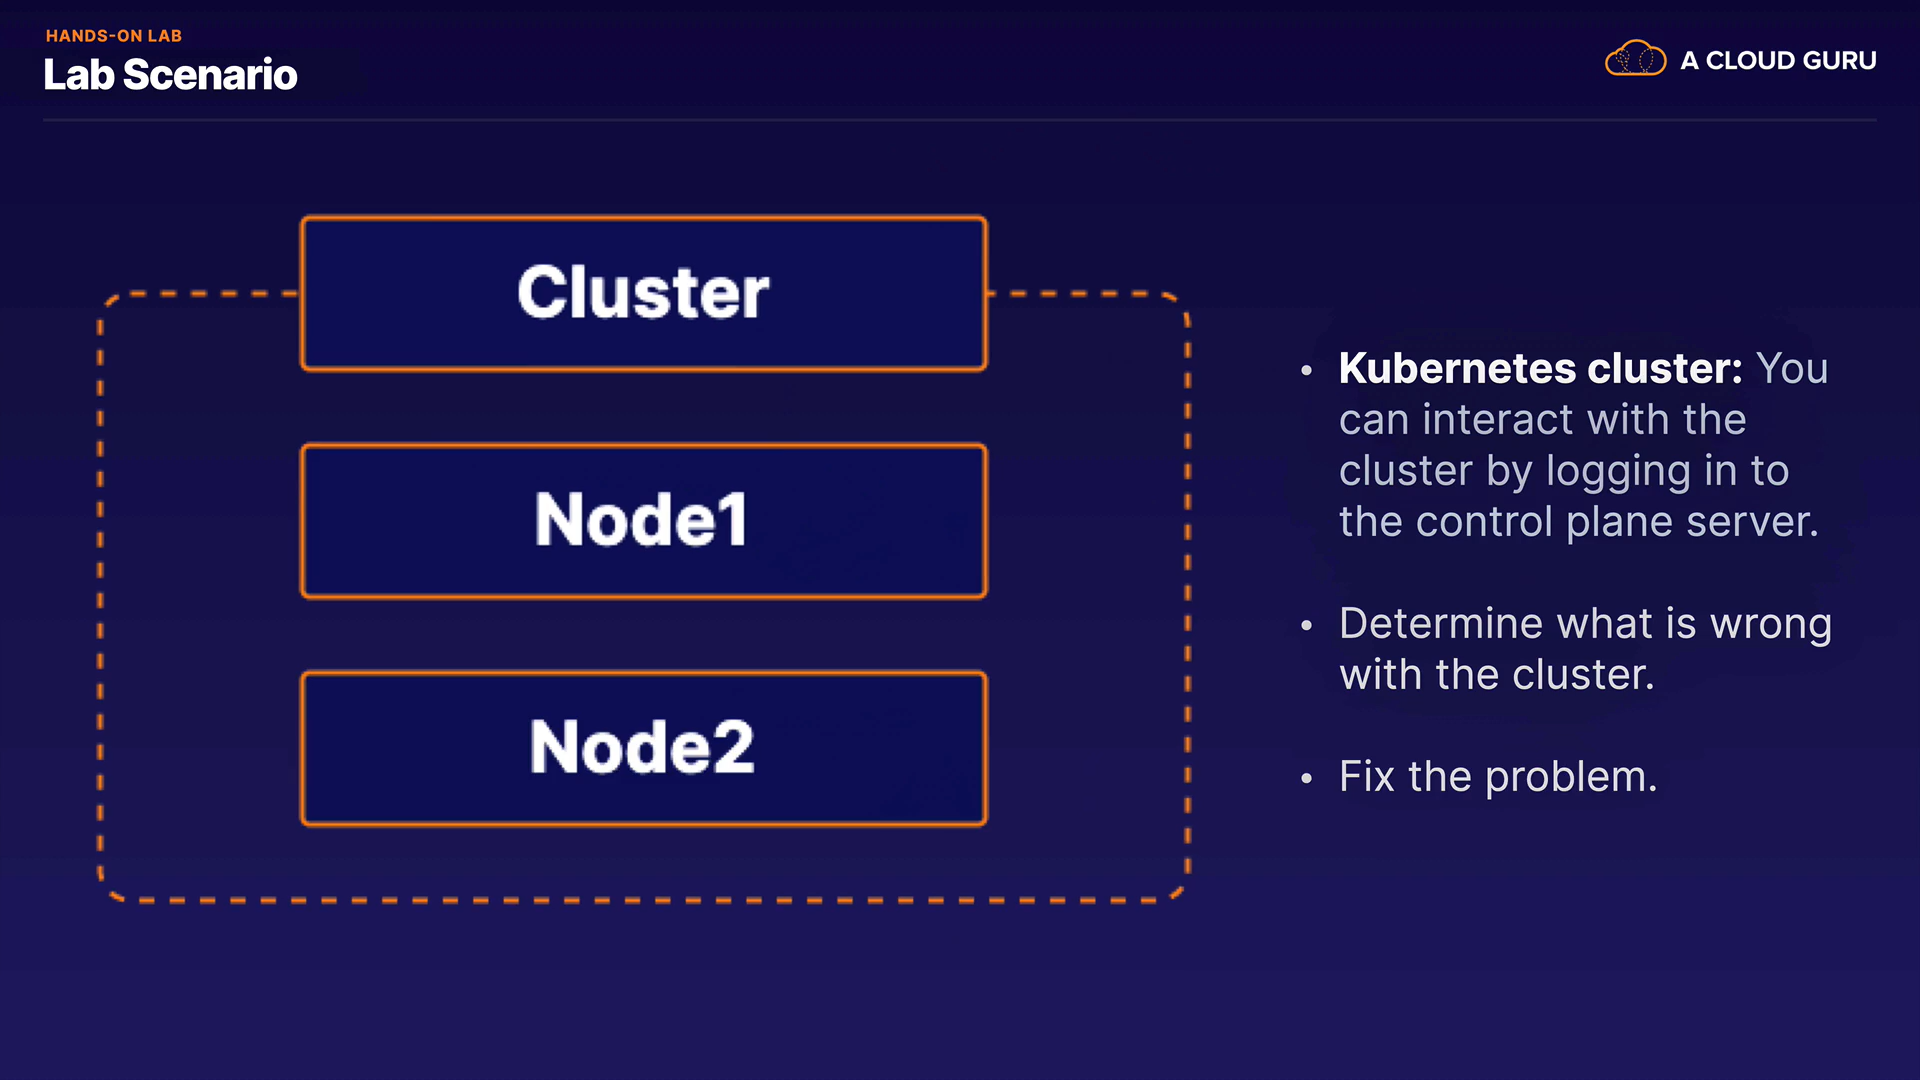 HANDS-ON LAB
Lab Scenario
A CLOUD GURU
Cluster
Node1
Node2
• Kubernetes cluster: You
can interact with the
cluster by logging in to
the control plane server.
• Determine what is wrong
with the cluster.
• Fix the problem.